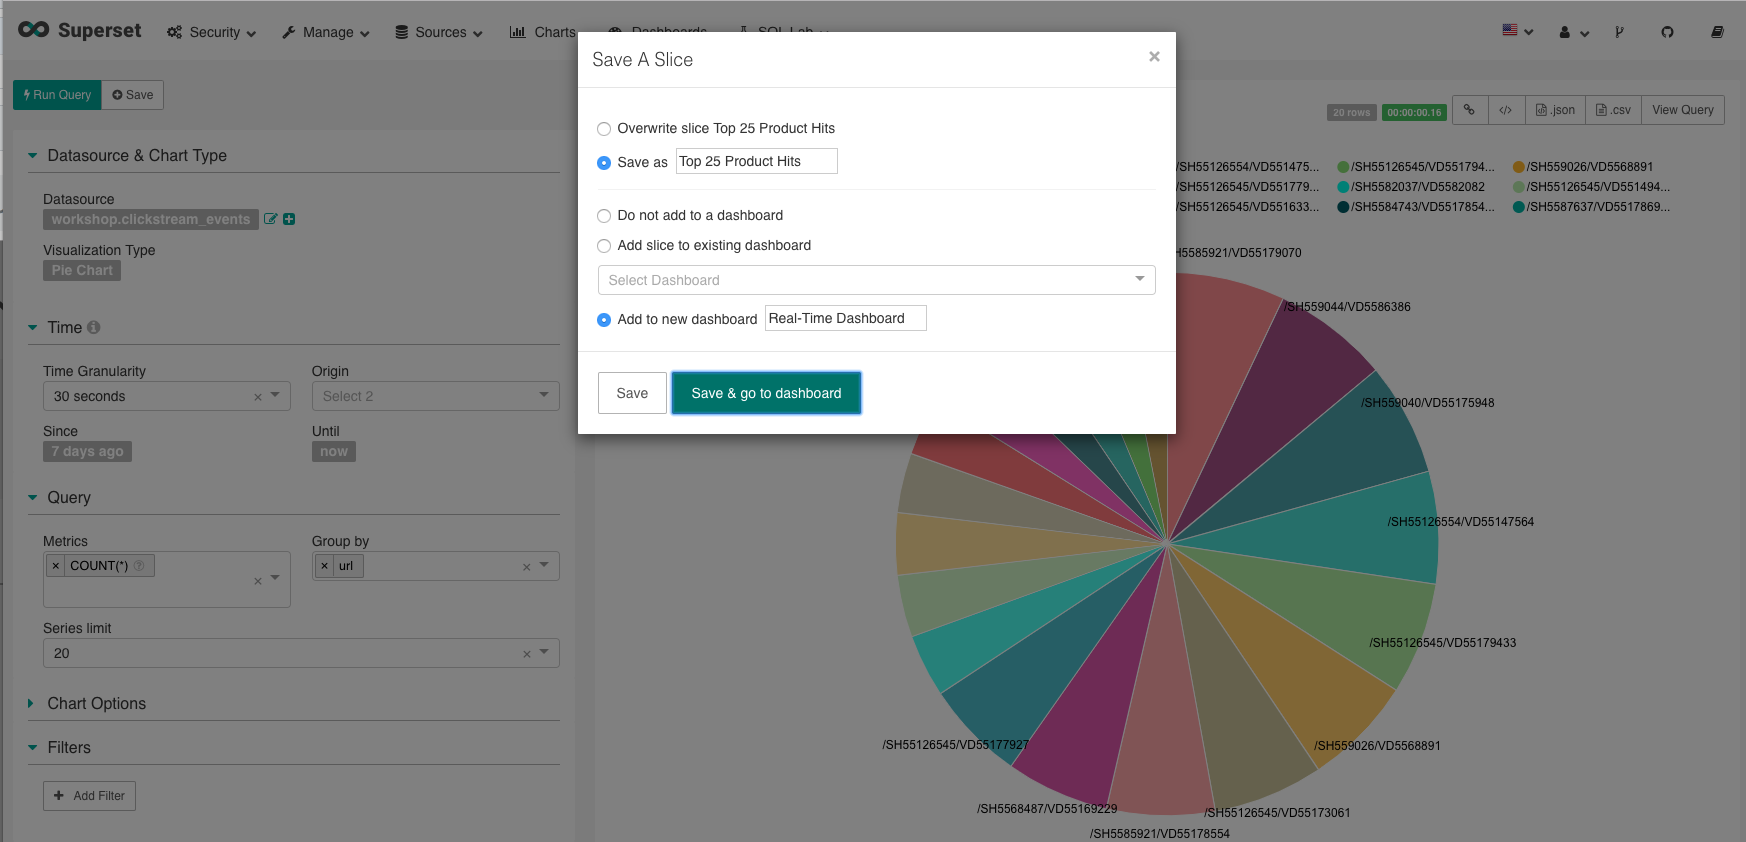 Superset
Security
Manage
Sources
Charts
Dashboards
SQL Lab
Run Query
Save
Datasource & Chart Type
Datasource
workshop.clickstream_events
Visualization Type
Pie Chart
Time
Time Granularity
Origin
30 seconds
Select 2
Since
Until
7 days ago
now
Query
Metrics
Group by
× COUNT(*)
× url
Series limit
20
Chart Options
Filters
Add Filter
Save A Slice
×
Overwrite slice Top 25 Product Hits
Save as Top 25 Product Hits
Do not add to a dashboard
Add slice to existing dashboard
Select Dashboard
Add to new dashboard Real-Time Dashboard
Save
Save & go to dashboard
20 rows
00:00:00.16
</>
.json
.csv
View Query
/SH55126554/VD551475... /SH55126545/VD551794... /SH559026/VD5568891
/SH55126545/VD551779... /SH5582037/VD5582082 /SH55126545/VD551494...
/SH55126545/VD551633... /SH5584743/VD5517854... /SH5587637/VD5517869...
SH5585921/VD55179070
/SH559044/VD5586386
/SH559040/VD55175948
/SH55126554/VD55147564
/SH55126545/VD55179433
/SH559026/VD5568891
/SH55126545/VD55177927
/SH5568487/VD55169229
/SH55126545/VD55173061
/SH5585921/VD55178554